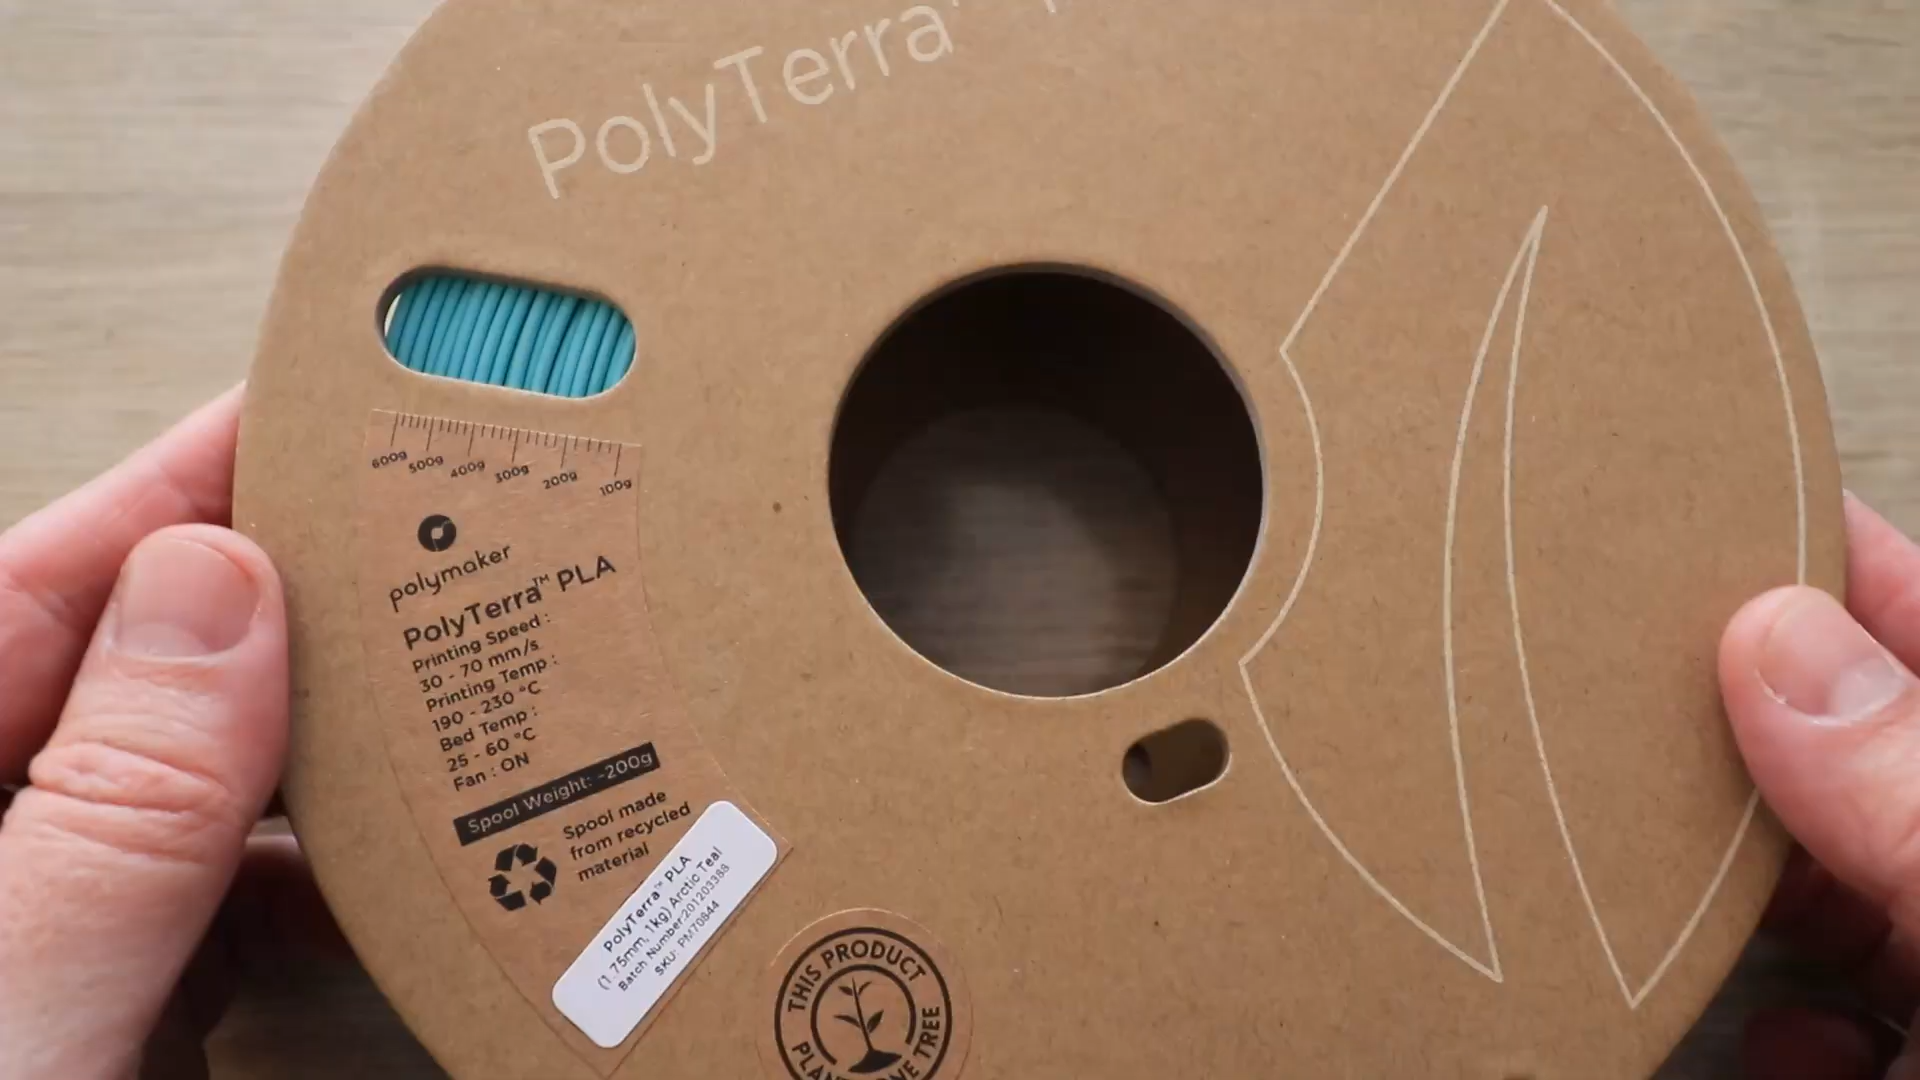 PolyTerra™
600g 500g 400g 300g 200g 100g
polymaker
PolyTerra™ PLA
Printing Speed :
30 - 70 mm/s
Printing Temp :
190 - 230 °C
Bed Temp :
25 - 60 °C
Fan : ON
Spool Weight: ~200g
Spool made
from recycled
material
PolyTerra™ PLA
(1.75mm, 1kg) Arctic Teal
Batch Number:201203388
SKU: PM70844
THIS PRODUCT
ONE TREE